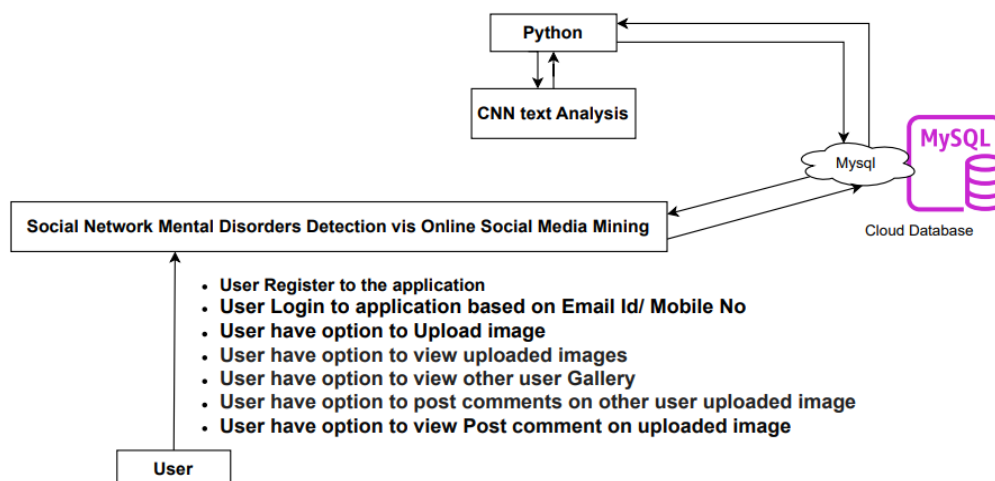 Python
CNN text Analysis
MySQL
Mysql
Cloud Database
Social Network Mental Disorders Detection vis Online Social Media Mining
• User Register to the application
• User Login to application based on Email Id/ Mobile No
• User have option to Upload image
• User have option to view uploaded images
• User have option to view other user Gallery
• User have option to post comments on other user uploaded image
• User have option to view Post comment on uploaded image
User